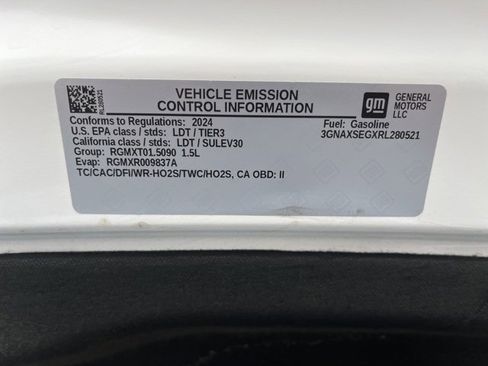 VEHICLE EMISSION
CONTROL INFORMATION
RL280521
gm
GENERAL
MOTORS
LLC
Conforms to Regulations: 2024
U.S. EPA class / stds: LDT / TIER3
California class / stds: LDT / SULEV30
Group: RGMXT01.5090 1.5L
Evap: RGMXR009837A
TC/CAC/DFI/WR-HO2S/TWC/HO2S, CA OBD: II
Fuel: Gasoline
3GNAXSEGXRL280521